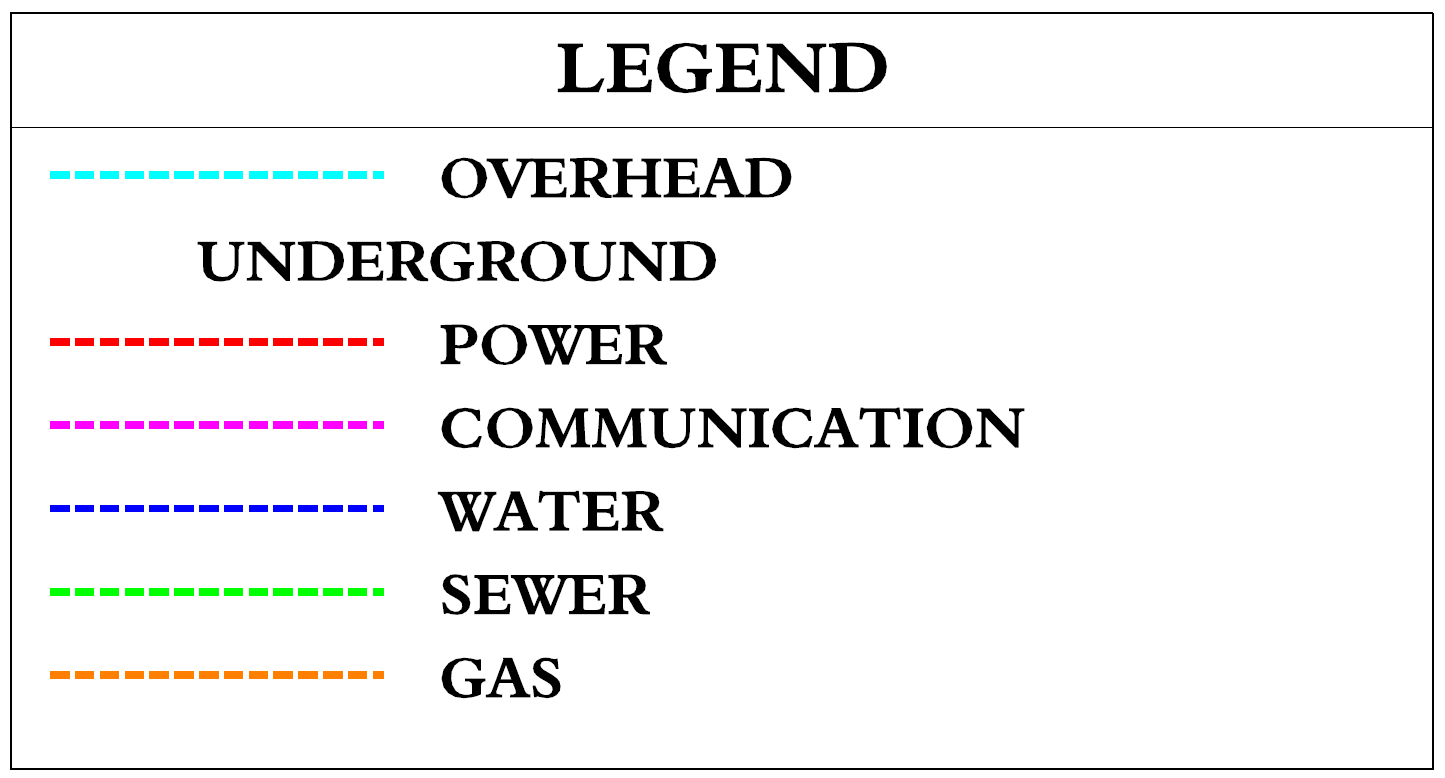 LEGEND
OVERHEAD
UNDERGROUND
POWER
COMMUNICATION
WATER
SEWER
GAS